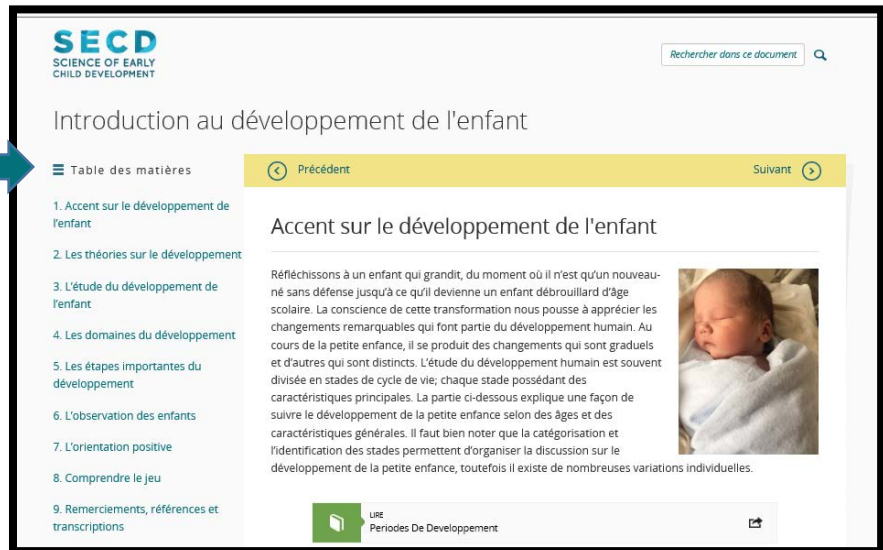 SECD
SCIENCE OF EARLY
CHILD DEVELOPMENT
Rechercher dans ce document
Introduction au développement de l'enfant
Table des matières
1. Accent sur le développement de
l'enfant
2. Les théories sur le développement
3. L'étude du développement de
l'enfant
4. Les domaines du développement
5. Les étapes importantes du
développement
6. L'observation des enfants
7. L'orientation positive
8. Comprendre le jeu
9. Remerciements, références et
transcriptions
Précédent
Suivant
Accent sur le développement de l'enfant
Réfléchissons à un enfant qui grandit, du moment où il n'est qu'un nouveau-
né sans défense jusqu'à ce qu'il devienne un enfant débrouillard d'âge
scolaire. La conscience de cette transformation nous pousse à apprécier les
changements remarquables qui font partie du développement humain. Au
cours de la petite enfance, il se produit des changements qui sont graduels
et d'autres qui sont distincts. L'étude du développement humain est souvent
divisée en stades de cycle de vie; chaque stade possédant des
caractéristiques principales. La partie ci-dessous explique une façon de
suivre le développement de la petite enfance selon des âges et des
caractéristiques générales. Il faut bien noter que la catégorisation et
l'identification des stades permettent d'organiser la discussion sur le
développement de la petite enfance, toutefois il existe de nombreuses variations individuelles.
LIRE
Periodes De Developpement